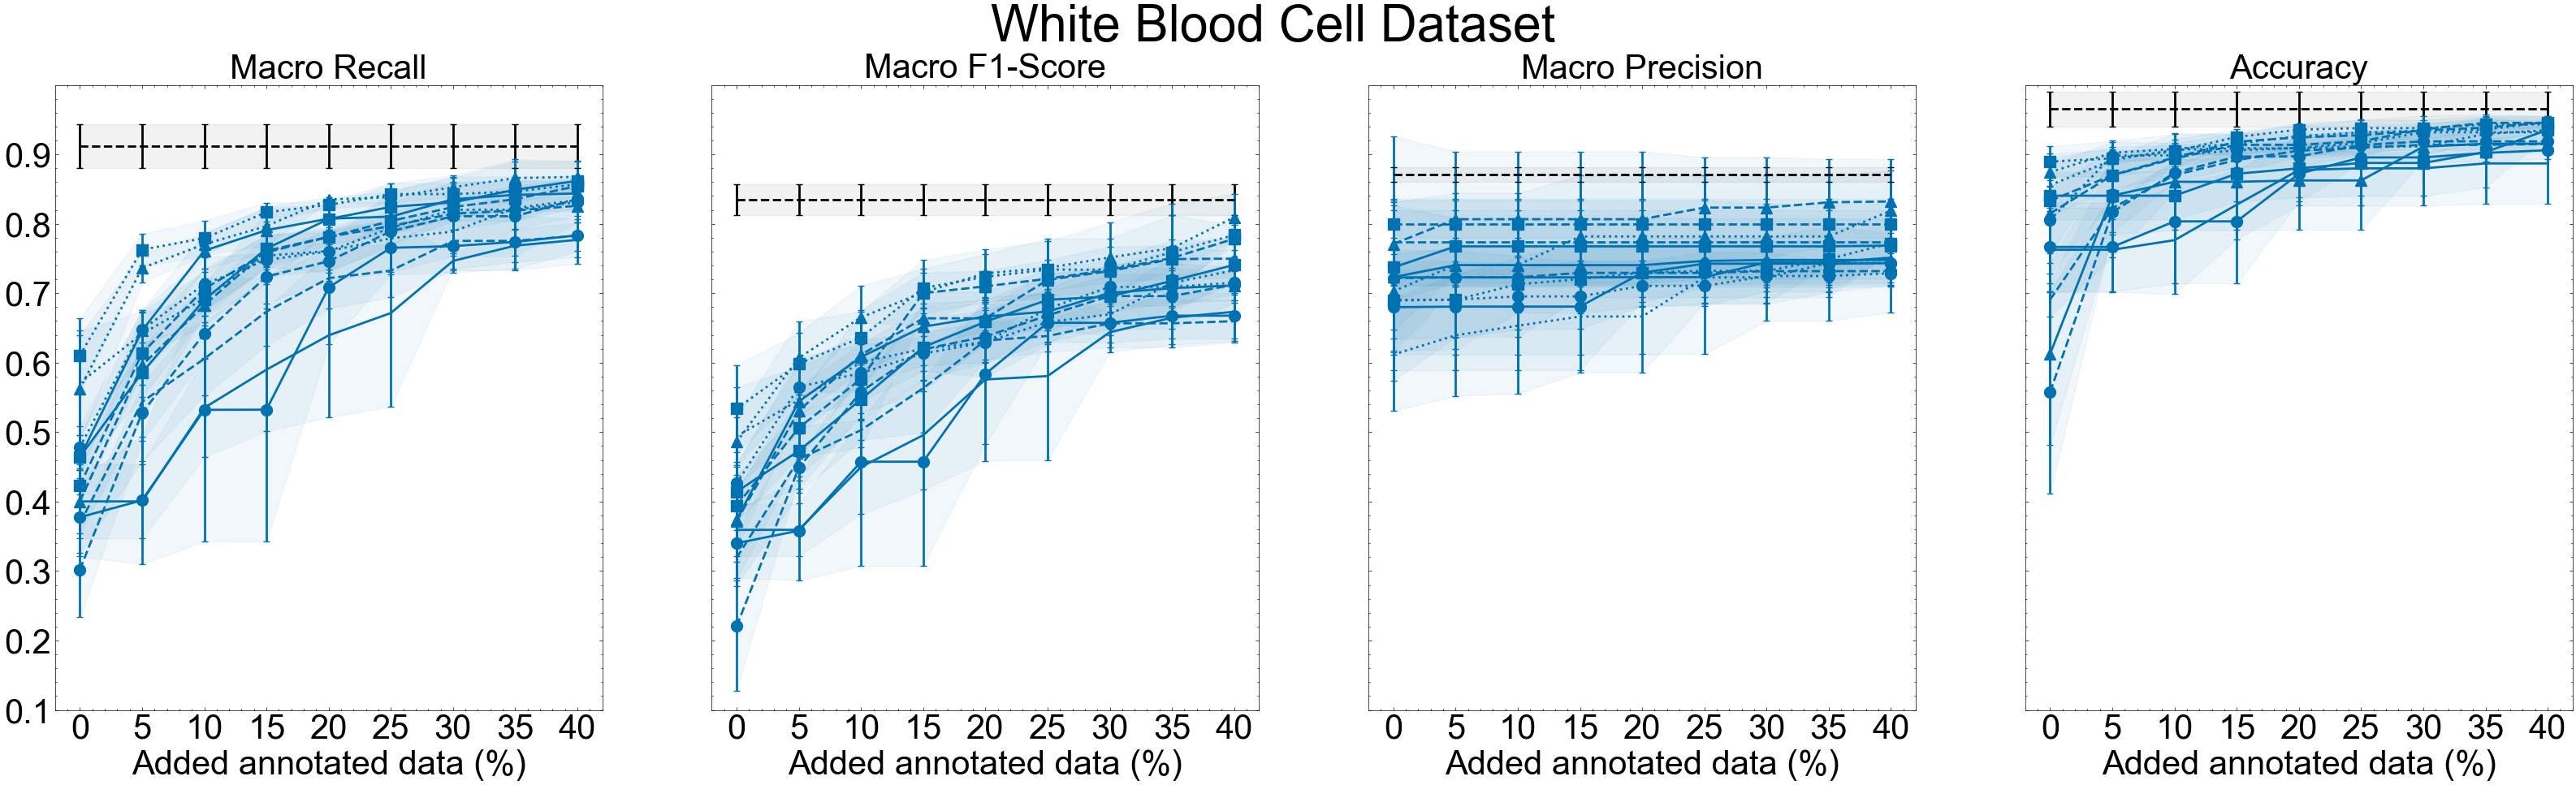 White Blood Cell Dataset
Macro Recall
Macro F1-Score
Macro Precision
Accuracy
0.9
0.8
0.7
0.6
0.5
0.4
0.3
0.2
0.1
0 5 10 15 20 25 30 35 40
0 5 10 15 20 25 30 35 40
0 5 10 15 20 25 30 35 40
0 5 10 15 20 25 30 35 40
Added annotated data (%)
Added annotated data (%)
Added annotated data (%)
Added annotated data (%)